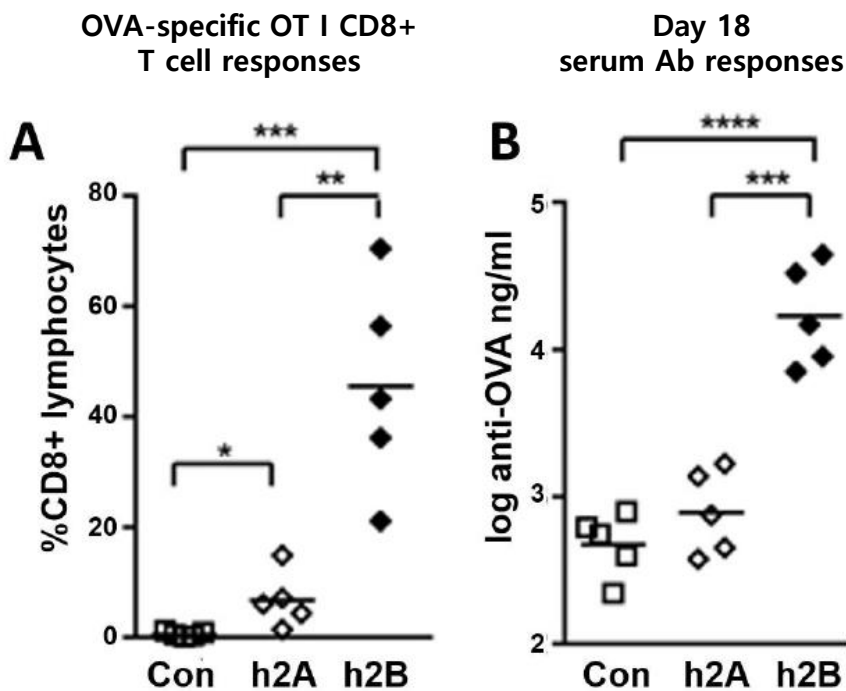 OVA-specific OT I CD8+
T cell responses
Day 18
serum Ab responses
A
***
**
*
%CD8+ lymphocytes
80
60
40
20
0
Con h2A h2B
B
****
***
log anti-OVA ng/ml
5
4
3
2
Con h2A h2B